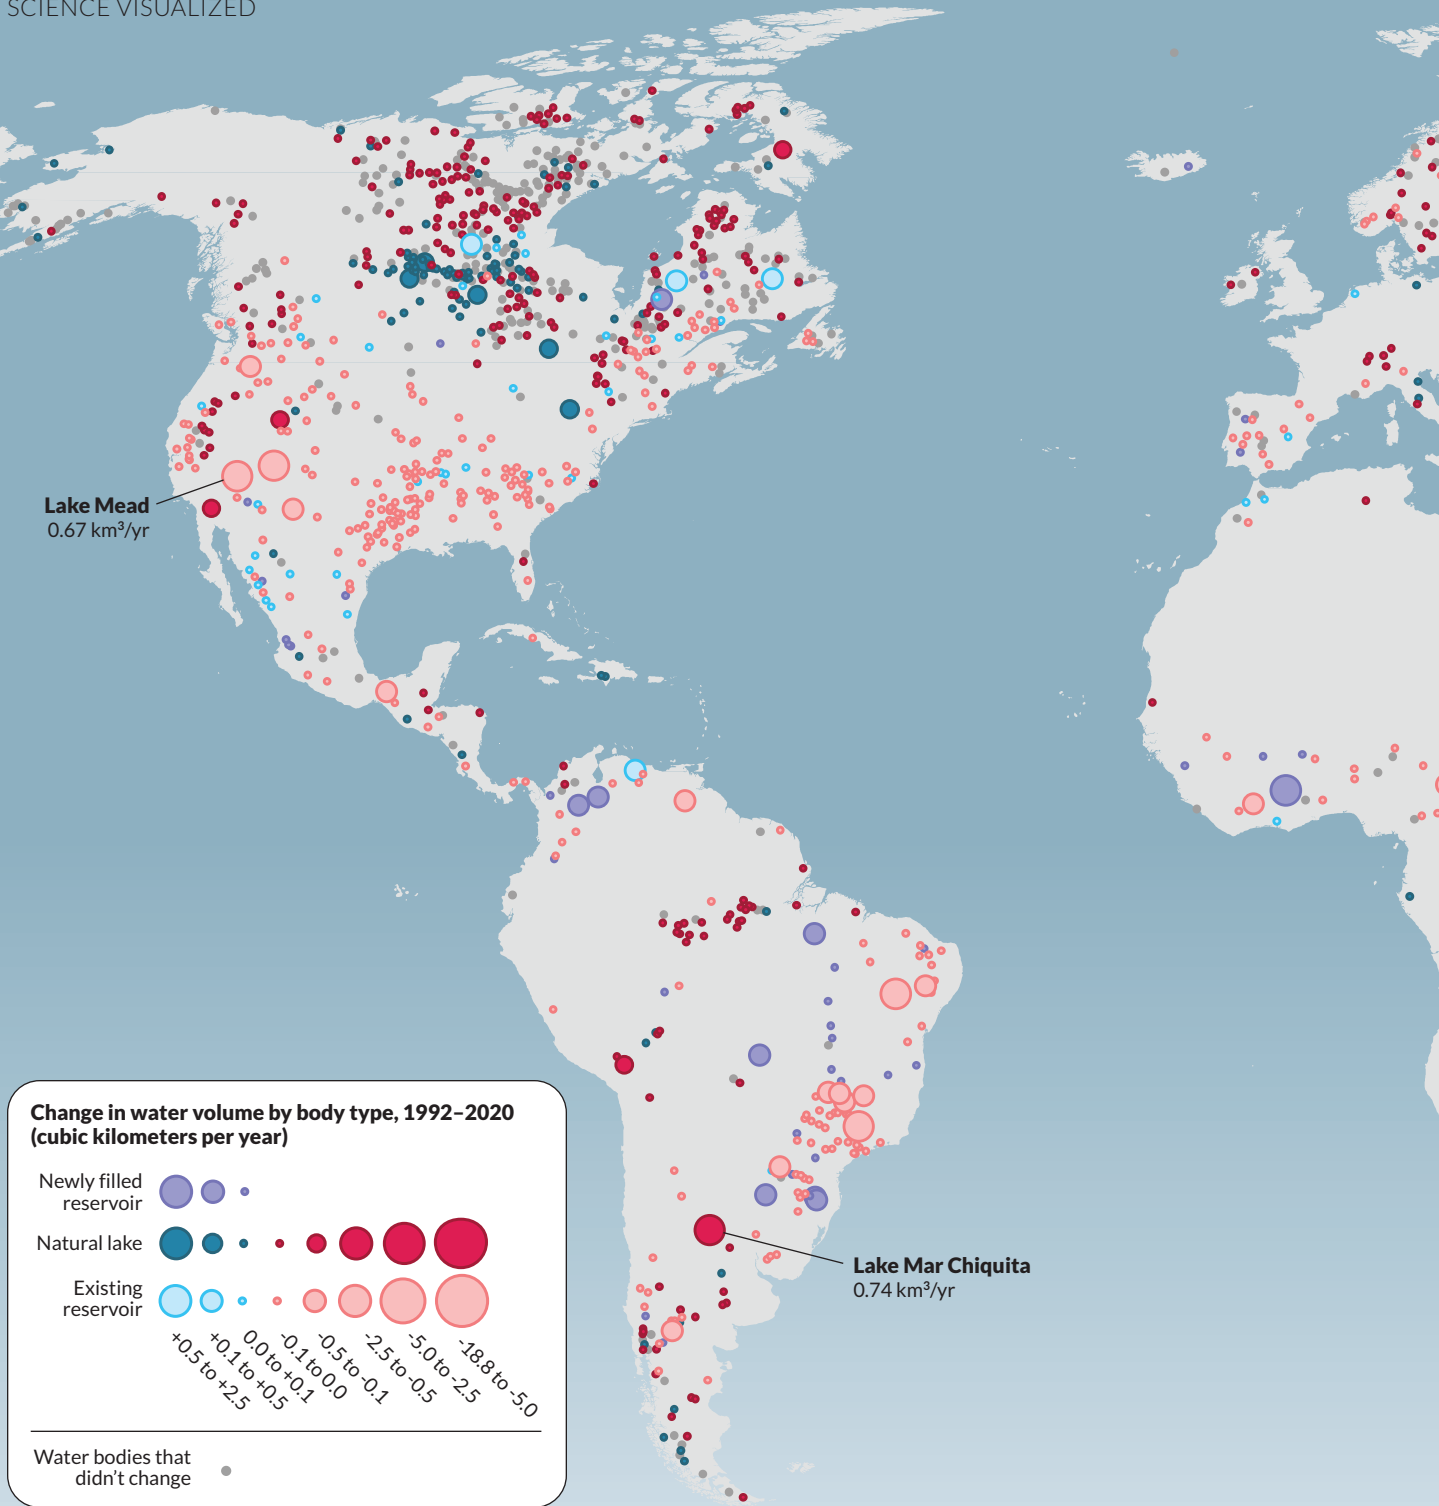 SCIENCE VISUALIZED
Lake Mead
0.67 km³/yr
Lake Mar Chiquita
0.74 km³/yr
Change in water volume by body type, 1992–2020
(cubic kilometers per year)
Newly filled
reservoir
Natural lake
Existing
reservoir
+0.5 to +2.5
+0.1 to +0.5
0.0 to +0.1
-0.1 to 0.0
-0.5 to -0.1
-2.5 to -0.5
-5.0 to -2.5
-18.8 to -5.0
Water bodies that
didn't change